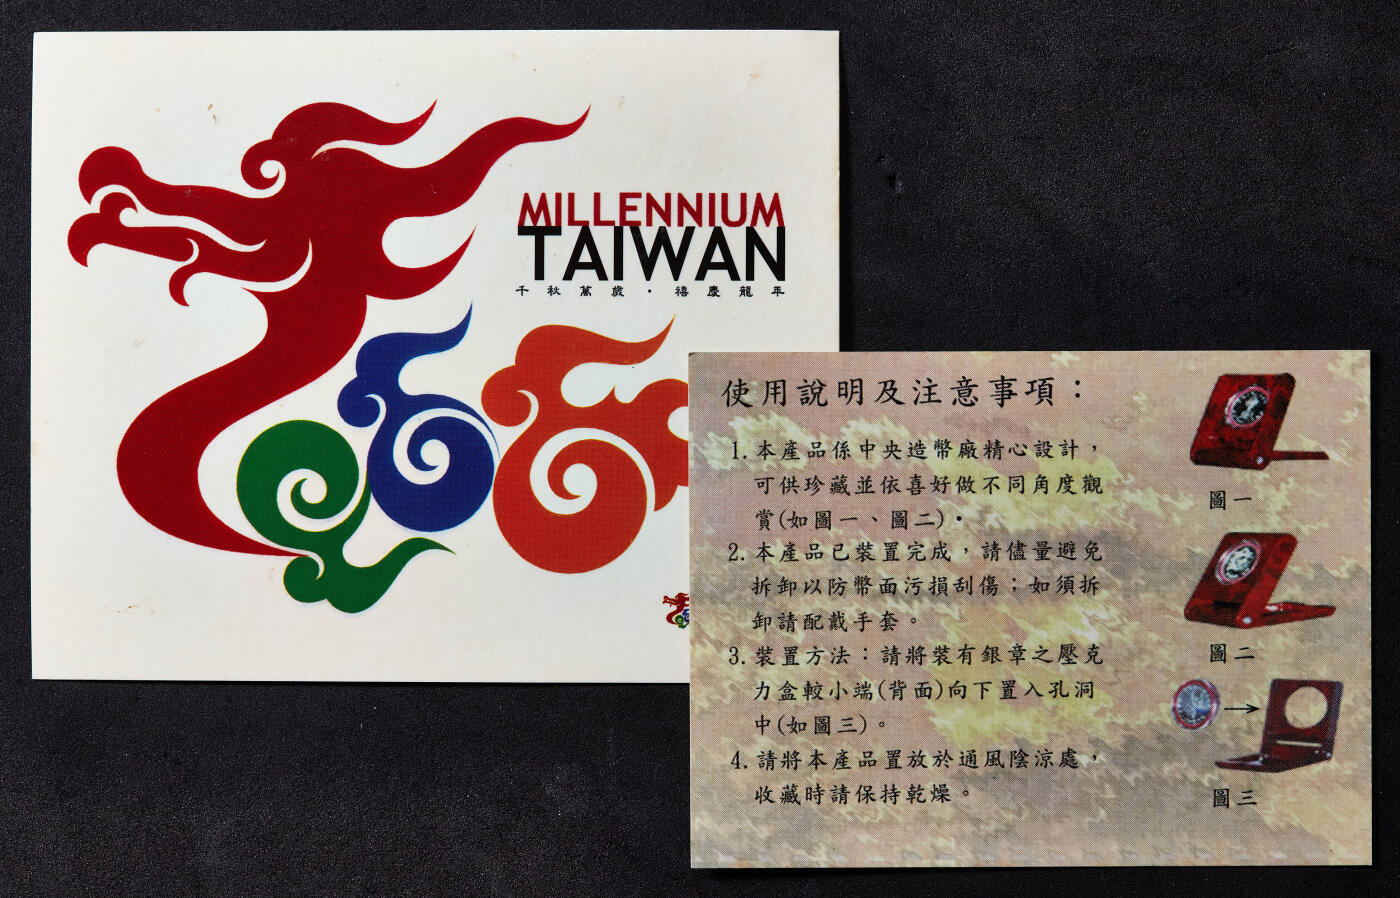 MILLENNIUM
TAIWAN
千秋萬歲・禧慶龍年
使用說明及注意事項：
1. 本產品係中央造幣廠精心設計，
可供珍藏並依喜好做不同角度觀
賞(如圖一、圖二)・
2. 本產品已裝置完成，請儘量避免
拆卸以防幣面污損刮傷；如須拆
卸請配戴手套。
3. 裝置方法：請將裝有銀章之壓克
力盒較小端(背面)向下置入孔洞
中(如圖三)。
4. 請將本產品置放於通風陰涼處，
收藏時請保持乾燥。
圖一
圖二
圖三